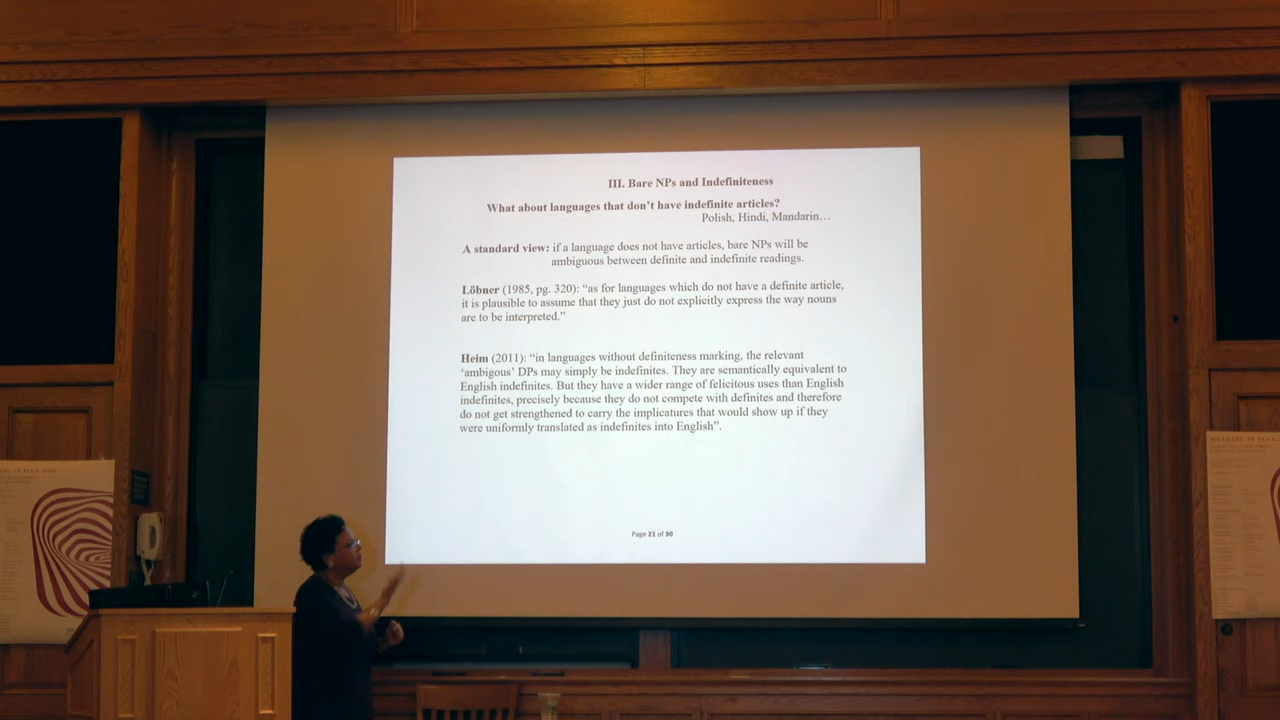 III. Bare NPs and Indefiniteness
What about languages that don't have indefinite articles?
Polish, Hindi, Mandarin…
A standard view: if a language does not have articles, bare NPs will be
ambiguous between definite and indefinite readings.
Löbner (1985, pg. 320): “as for languages which do not have a definite article,
it is plausible to assume that they just do not explicitly express the way nouns
are to be interpreted.”
Heim (2011): “in languages without definiteness marking, the relevant
‘ambigous’ DPs may simply be indefinites. They are semantically equivalent to
English indefinites. But they have a wider range of felicitous uses than English
indefinites, precisely because they do not compete with definites and therefore
do not get strengthened to carry the implicatures that would show up if they
were uniformly translated as indefinites into English”.
Page 21 of 30
MEANING IN FLUX